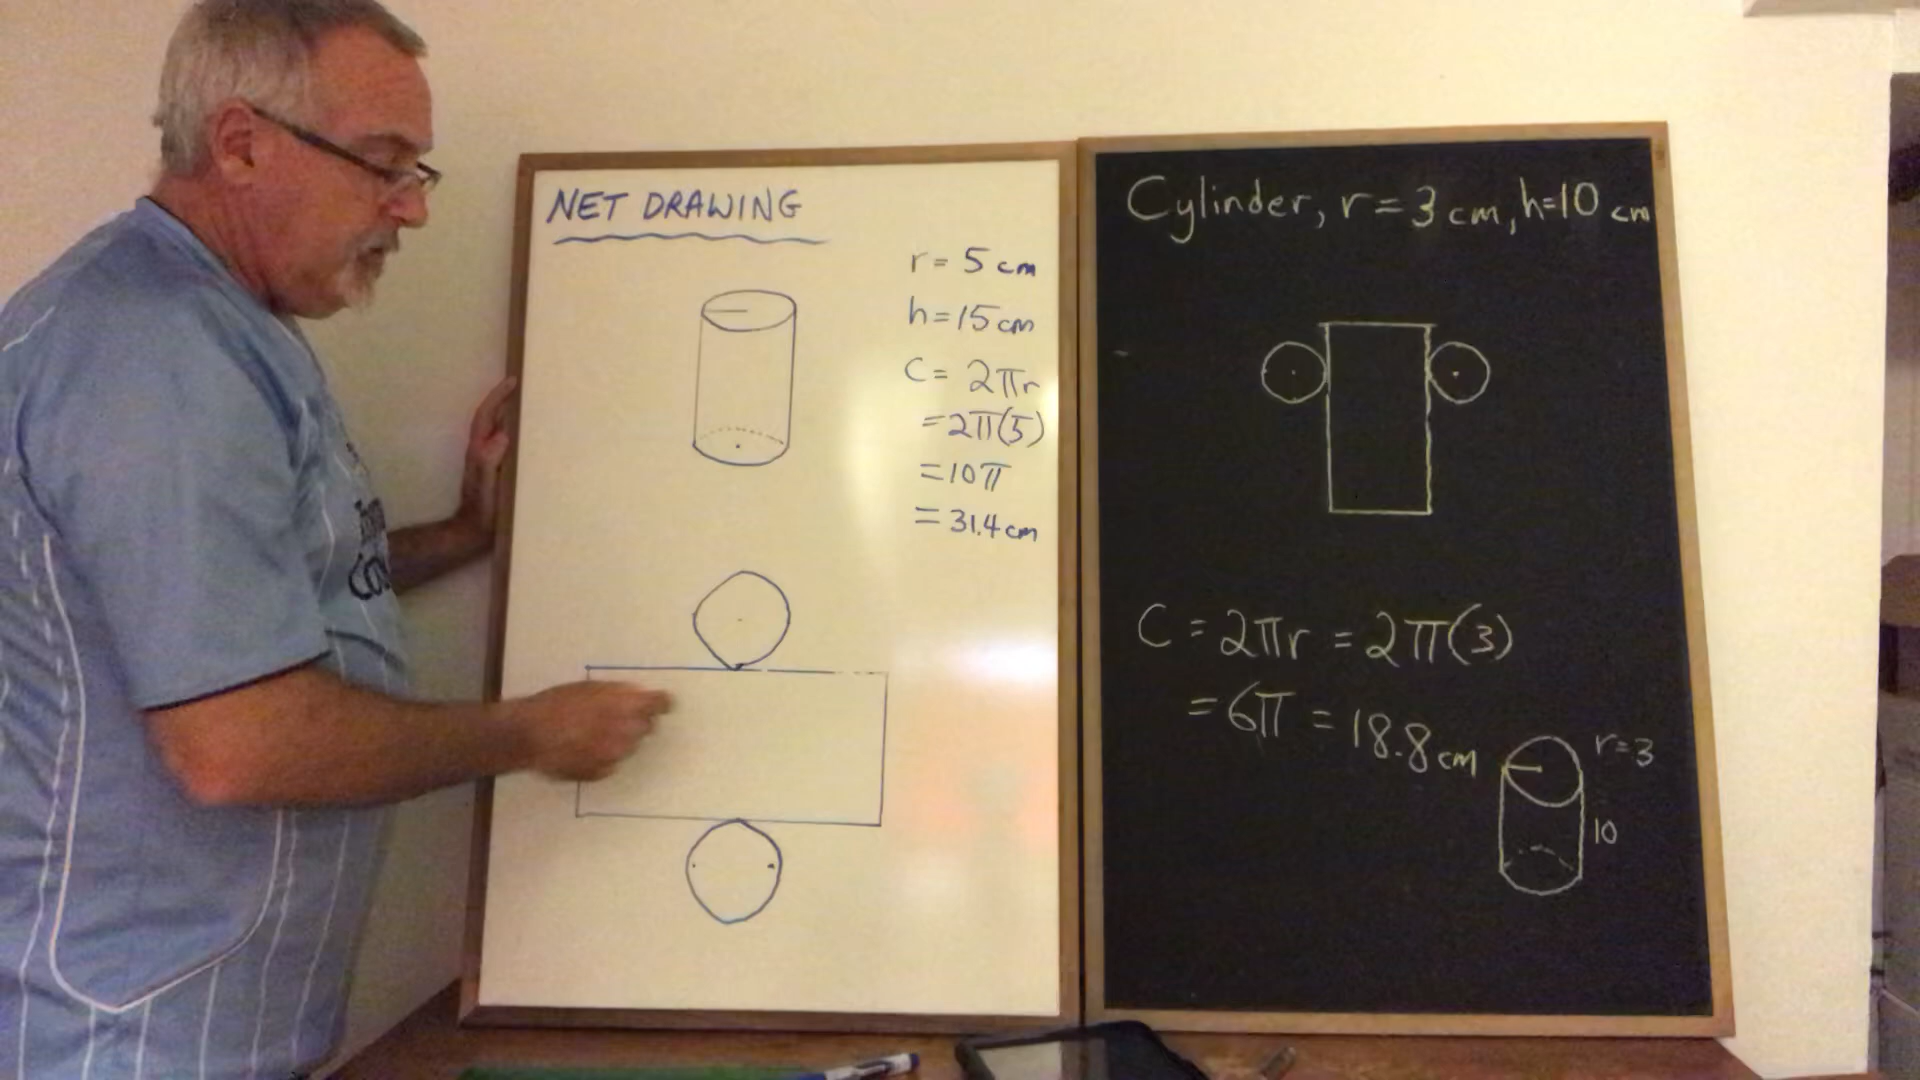 NET DRAWING
r = 5 cm
h = 15 cm
C = 2πr
= 2π(5)
= 10π
= 31.4 cm
Cylinder, r = 3 cm, h=10 cm
C = 2πr = 2π(3)
= 6π = 18.8 cm
r=3
10